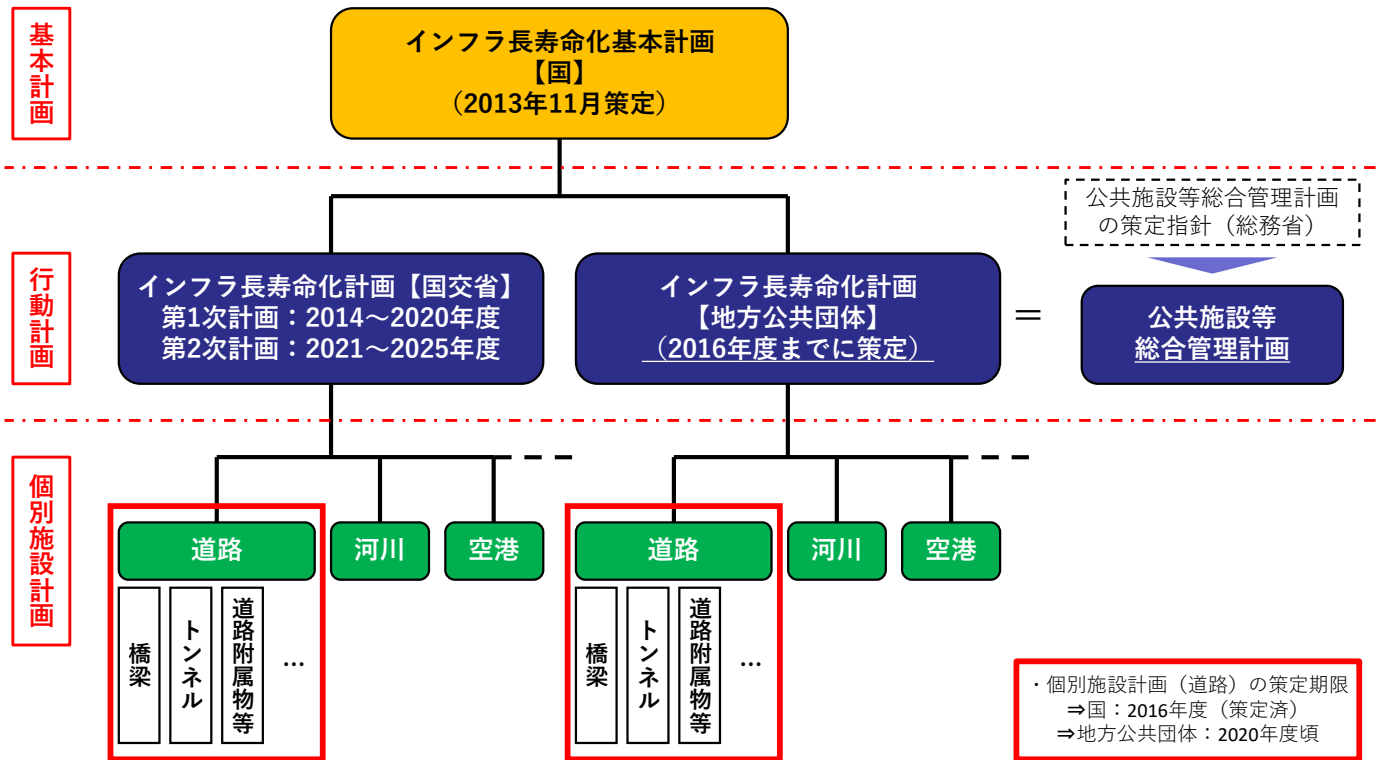 基本計画
インフラ長寿命化基本計画
【国】
（2013年11月策定）
公共施設等総合管理計画
の策定指針（総務省）
行動計画
インフラ長寿命化計画【国交省】
第1次計画：2014～2020年度
第2次計画：2021～2025年度
インフラ長寿命化計画
【地方公共団体】
（2016年度までに策定）
＝
公共施設等
総合管理計画
個別施設計画
道路
河川
空港
道路
河川
空港
橋梁
トンネル
道路附属物等
…
橋梁
トンネル
道路附属物等
…
・個別施設計画（道路）の策定期限
⇒国：2016年度（策定済）
⇒地方公共団体：2020年度頃